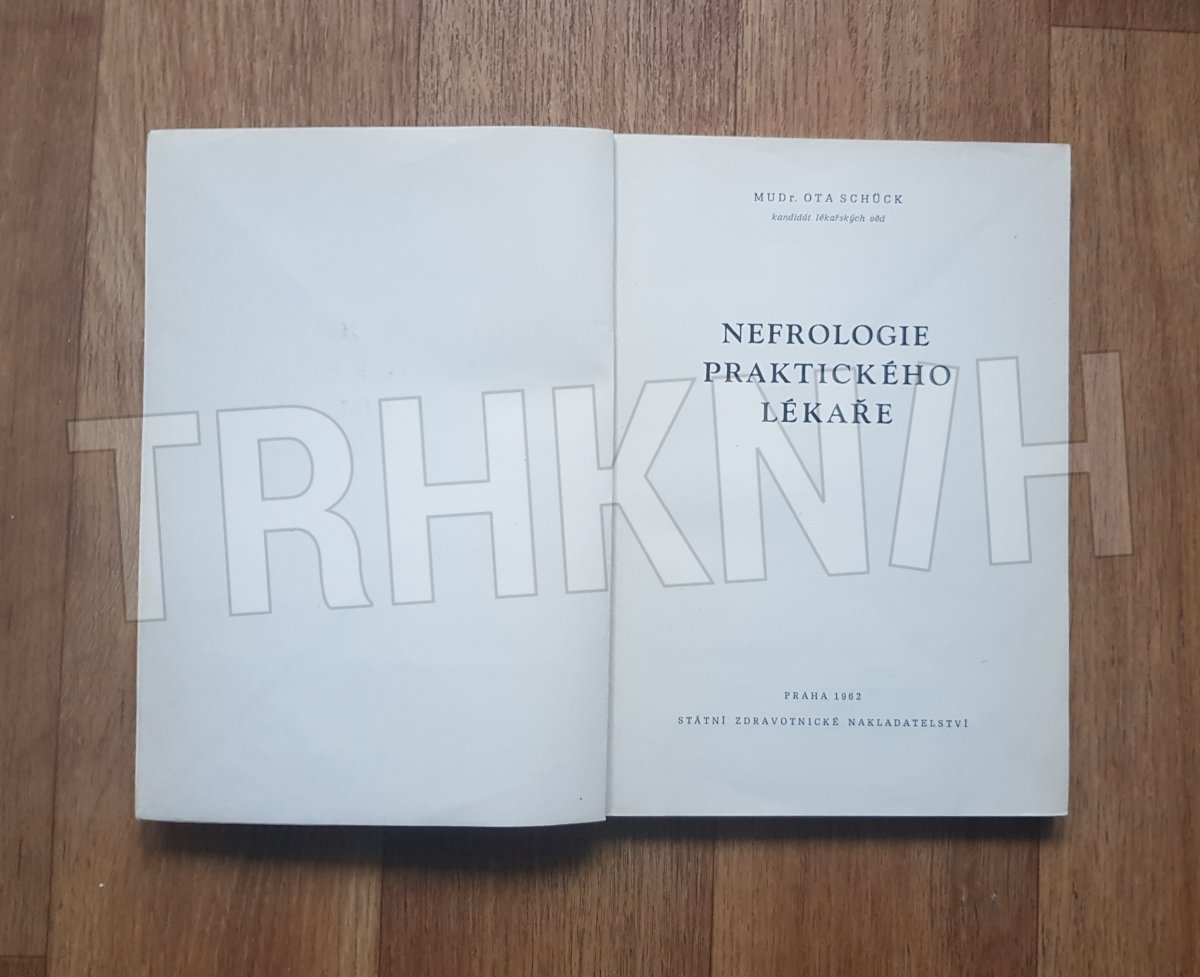 MUDr. OTA SCHÜCK
kandidát lékařských věd
NEFROLOGIE
PRAKTICKÉHO
LÉKAŘE
TRHKNIH
PRAHA 1962
STÁTNÍ ZDRAVOTNICKÉ NAKLADATELSTVÍ